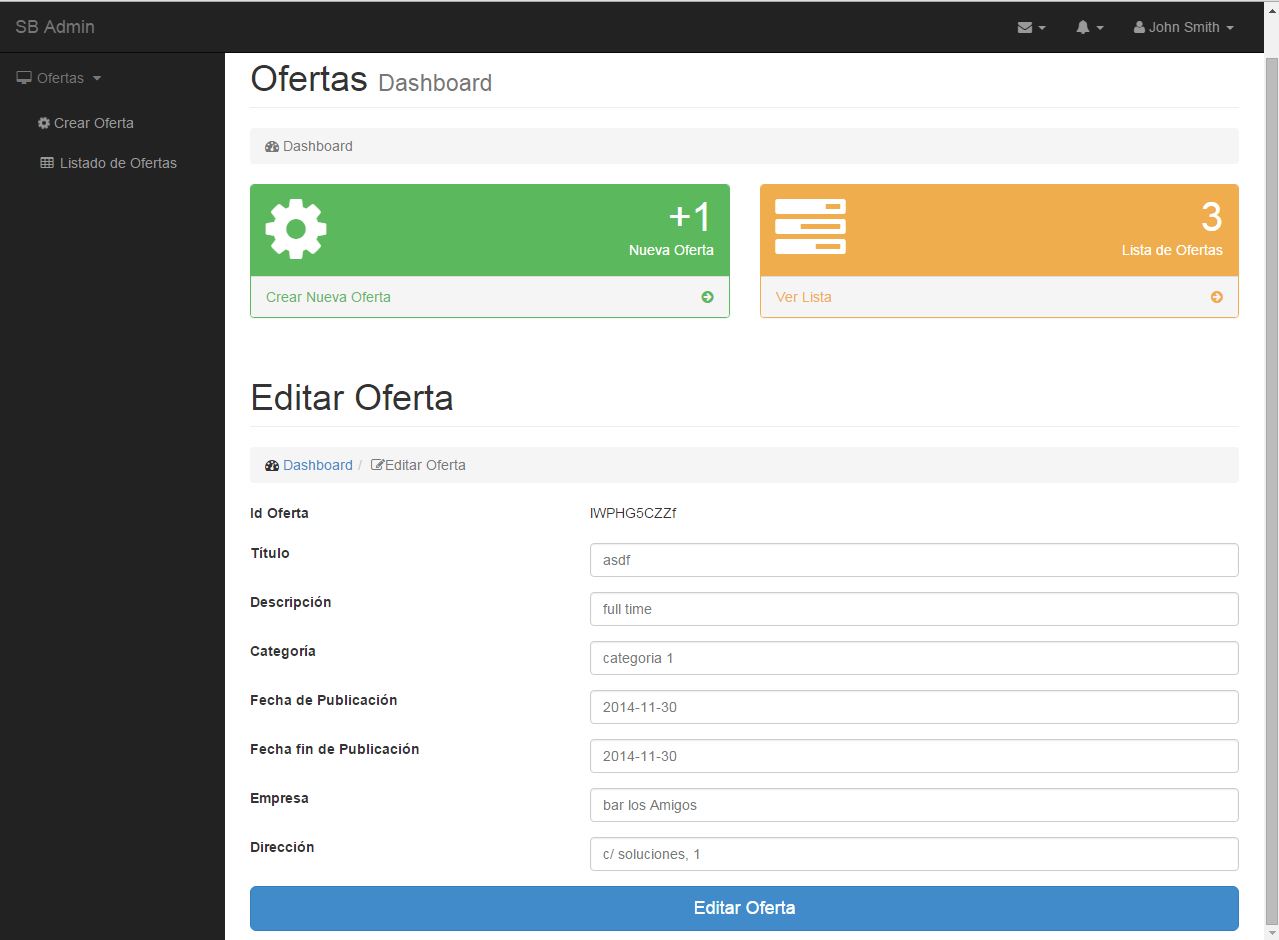 SB Admin
John Smith
Ofertas
Crear Oferta
Listado de Ofertas
Ofertas Dashboard
Dashboard
+1
Nueva Oferta
Crear Nueva Oferta
3
Lista de Ofertas
Ver Lista
Editar Oferta
Dashboard / Editar Oferta
Id Oferta IWPHG5CZZf
Título asdf
Descripción full time
Categoría categoria 1
Fecha de Publicación 2014-11-30
Fecha fin de Publicación 2014-11-30
Empresa bar los Amigos
Dirección c/ soluciones, 1
Editar Oferta